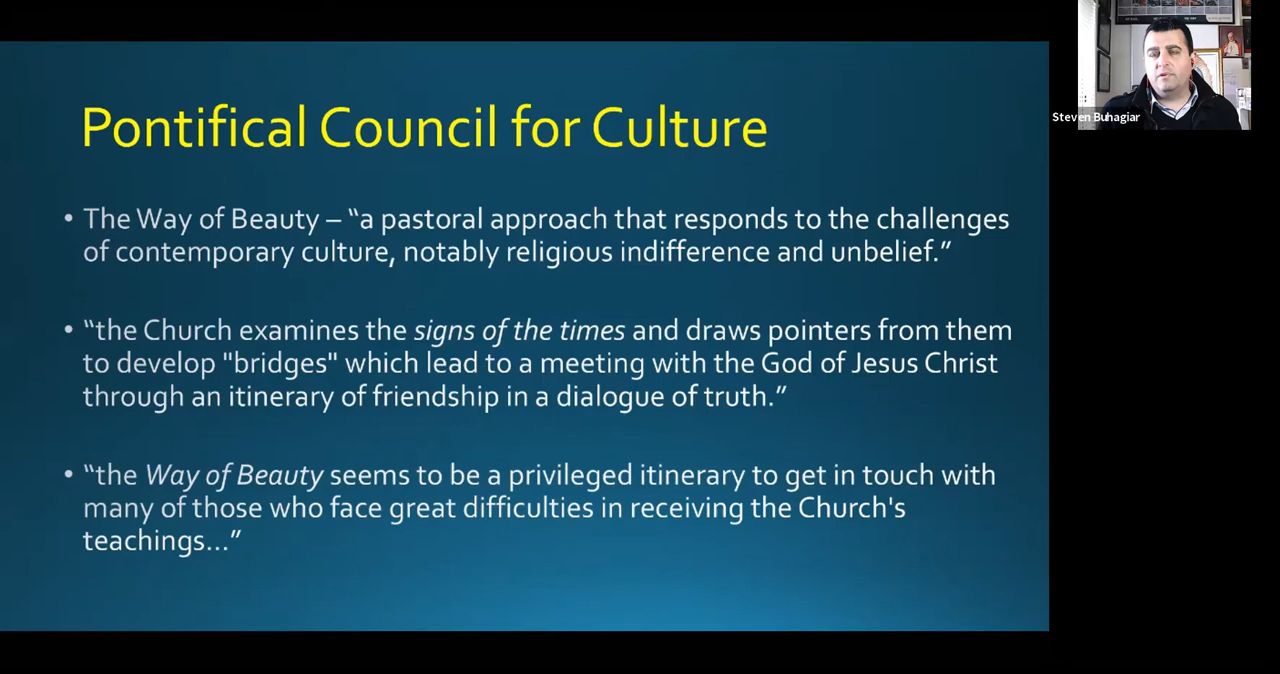 Pontifical Council for Culture
• The Way of Beauty – “a pastoral approach that responds to the challenges
of contemporary culture, notably religious indifference and unbelief.”
• “the Church examines the signs of the times and draws pointers from them
to develop "bridges" which lead to a meeting with the God of Jesus Christ
through an itinerary of friendship in a dialogue of truth.”
• “the Way of Beauty seems to be a privileged itinerary to get in touch with
many of those who face great difficulties in receiving the Church's
teachings…”
Steven Buhagiar